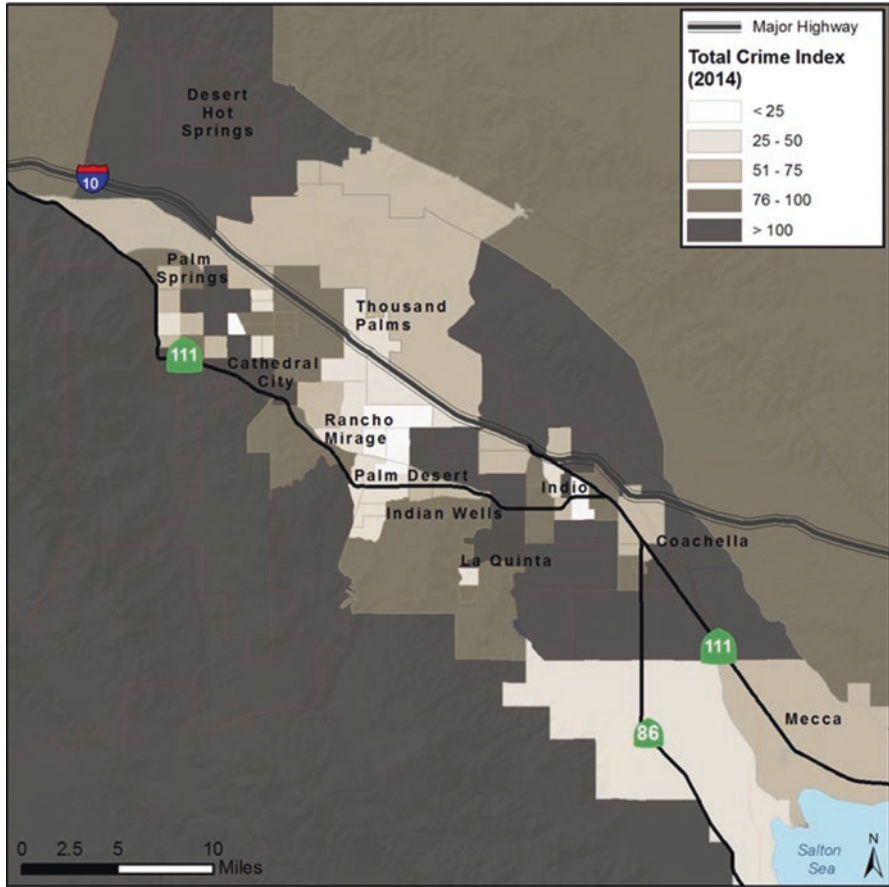 Major Highway
Total Crime Index
(2014)
< 25
25 - 50
51 - 75
76 - 100
> 100
Desert
Hot
Springs
10
Palm
Springs
Thousand
Palms
111
Cathedral
City
Rancho
Mirage
Palm Desert
Indio
Indian Wells
Coachella
La Quinta
111
Mecca
86
0 2.5 5 10
Miles
Salton
Sea
N